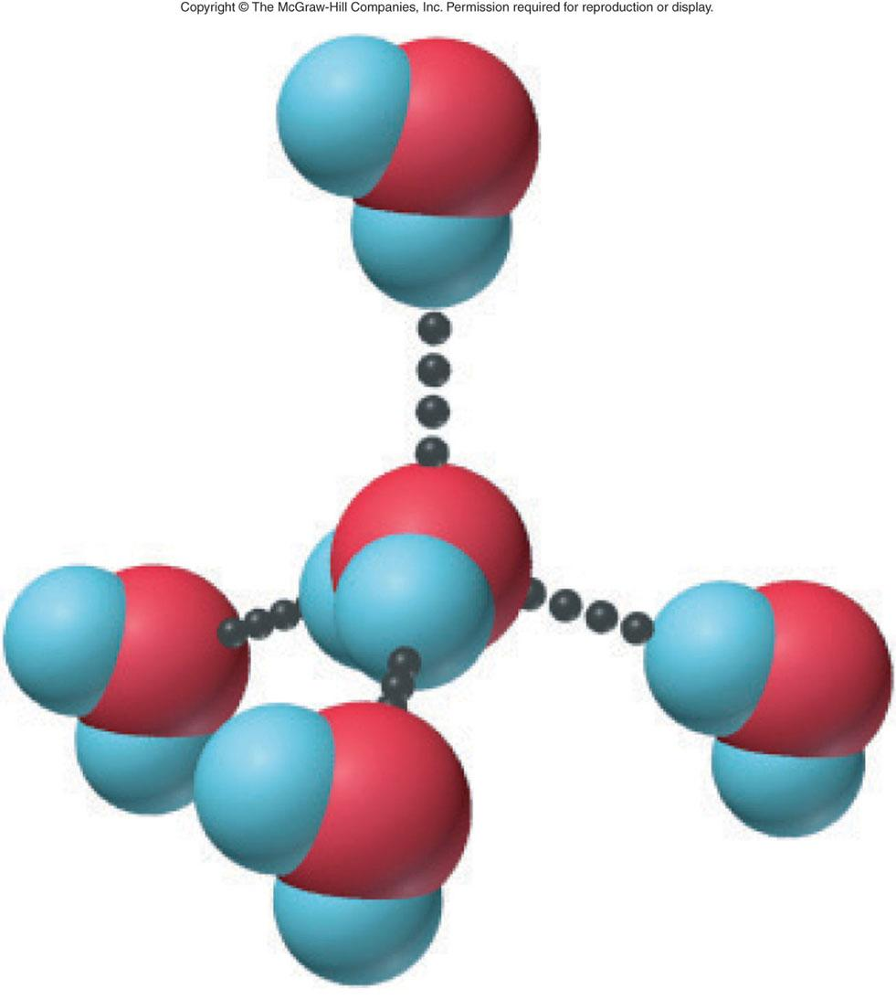 Copyright © The McGraw-Hill Companies, Inc. Permission required for reproduction or display.